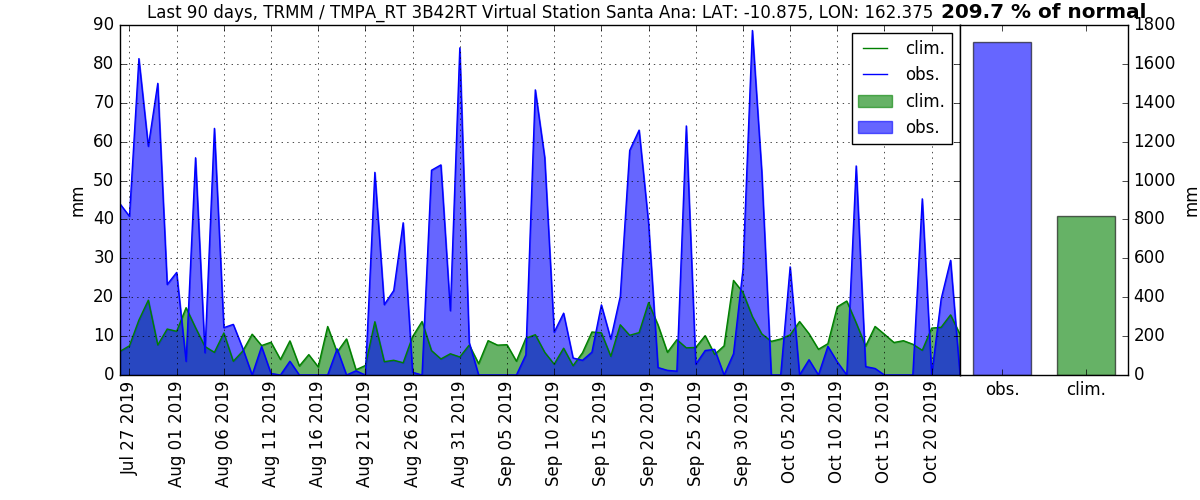 Last 90 days, TRMM / TMPA_RT 3B42RT Virtual Station Santa Ana: LAT: -10.875, LON: 162.375 209.7 % of normal
90
80
70
60
50
40
30
20
10
0
mm
clim.
obs.
clim.
obs.
1800
1600
1400
1200
1000
800
600
400
200
0
mm
Jul 27 2019
Aug 01 2019
Aug 06 2019
Aug 11 2019
Aug 16 2019
Aug 21 2019
Aug 26 2019
Aug 31 2019
Sep 05 2019
Sep 10 2019
Sep 15 2019
Sep 20 2019
Sep 25 2019
Sep 30 2019
Oct 05 2019
Oct 10 2019
Oct 15 2019
Oct 20 2019
obs.
clim.